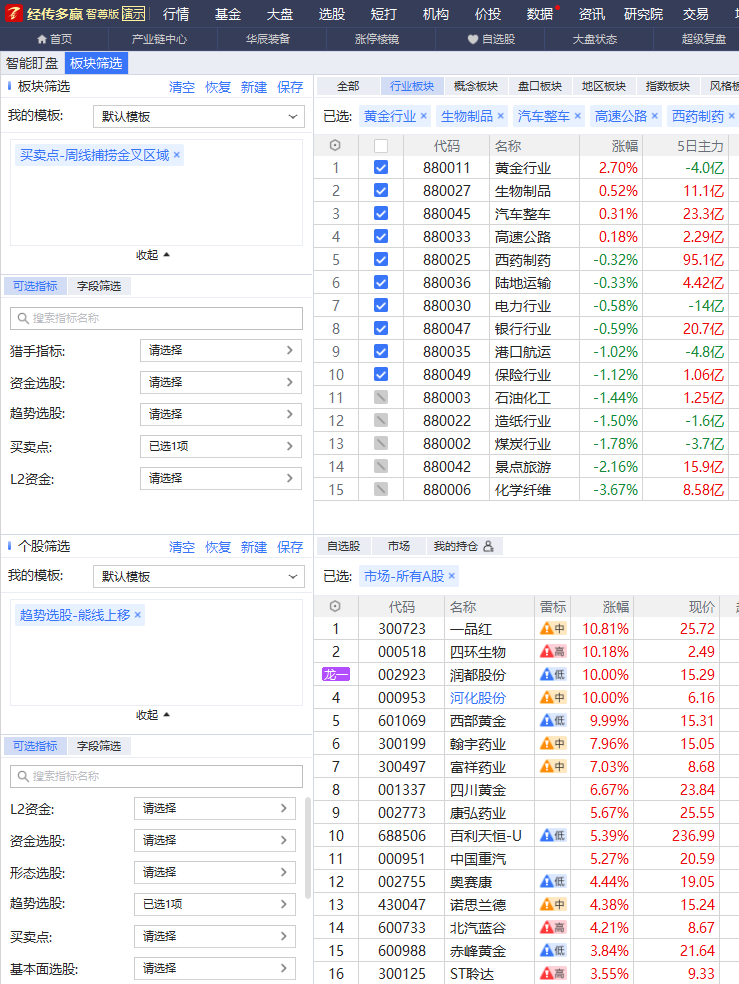 轻传多赢 智尊版 演示 行情 基金 大盘 选股 短打 机构 价投 数据 资讯 研究院 交易
首页 产业链中心 华辰装备 涨停棱镜 自选股 大盘状态 超级复盘
智能盯盘 板块筛选
板块筛选 清空 恢复 新建 保存
我的模板: 默认模板
买卖点-周线捕捞金叉区域 ×
收起
可选指标 字段筛选
搜索指标名称
猎手指标: 请选择
资金选股: 请选择
趋势选股: 请选择
买卖点: 已选1项
L2资金: 请选择
全部 行业板块 概念板块 盘口板块 地区板块 指数板块 风格板
已选: 黄金行业 × 生物制品 × 汽车整车 × 高速公路 × 西药制药 ×
代码 名称 涨幅 5日主力
1 880011 黄金行业 2.70% -4.0亿
2 880027 生物制品 0.52% 11.1亿
3 880045 汽车整车 0.31% 23.3亿
4 880033 高速公路 0.18% 2.29亿
5 880025 西药制药 -0.32% 95.1亿
6 880036 陆地运输 -0.33% 4.42亿
7 880030 电力行业 -0.58% -14亿
8 880047 银行行业 -0.59% 20.7亿
9 880035 港口航运 -1.02% -4.8亿
10 880049 保险行业 -1.12% 1.06亿
11 880003 石油化工 -1.44% 1.25亿
12 880022 造纸行业 -1.50% -1.6亿
13 880002 煤炭行业 -1.78% -3.7亿
14 880042 景点旅游 -2.16% 15.9亿
15 880006 化学纤维 -3.67% 8.58亿
个股筛选 清空 恢复 新建 保存
我的模板: 默认模板
趋势选股-熊线上移 ×
收起
可选指标 字段筛选
搜索指标名称
L2资金: 请选择
资金选股: 请选择
形态选股: 请选择
趋势选股: 已选1项
买卖点: 请选择
基本面选股: 请选择
自选股 市场 我的持仓
已选: 市场-所有A股 ×
代码 名称 雷标 涨幅 现价
1 300723 一品红 中 10.81% 25.72
2 000518 四环生物 高 10.18% 2.49
龙一 002923 润都股份 低 10.00% 15.29
4 000953 河化股份 中 10.00% 6.16
5 601069 西部黄金 低 9.99% 15.31
6 300199 翰宇药业 中 7.96% 15.05
7 300497 富祥药业 中 7.03% 8.68
8 001337 四川黄金 6.67% 23.84
9 002773 康弘药业 5.67% 25.55
10 688506 百利天恒-U 低 5.39% 236.99
11 000951 中国重汽 5.27% 20.59
12 002755 奥赛康 低 4.44% 19.05
13 430047 诺思兰德 中 4.38% 15.24
14 600733 北汽蓝谷 高 4.21% 8.67
15 600988 赤峰黄金 低 3.84% 21.64
16 300125 ST聆达 高 3.55% 9.33